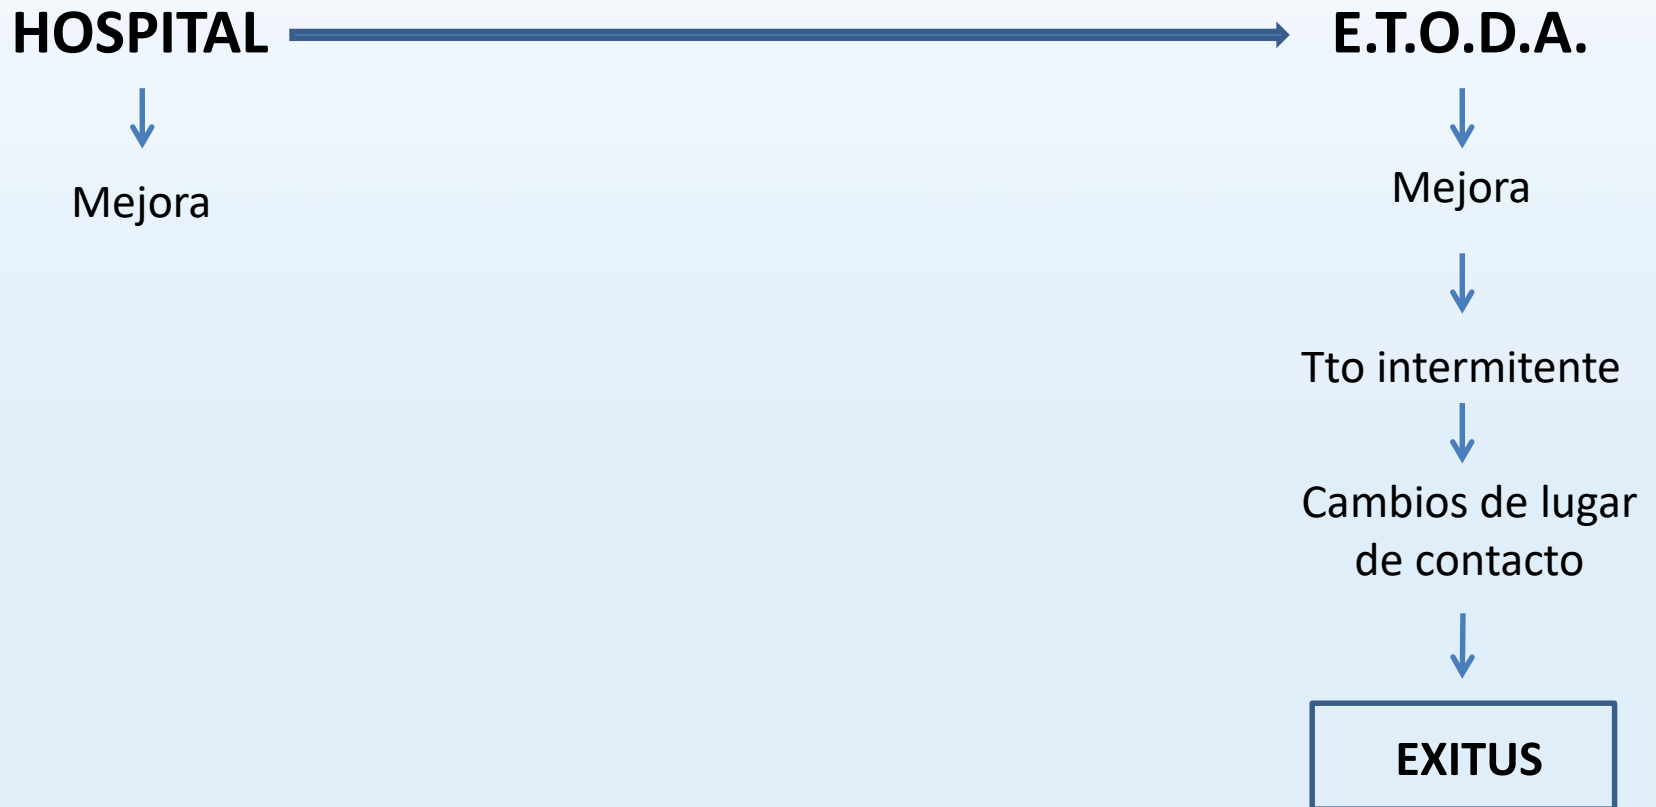 HOSPITAL
E.T.O.D.A.
Mejora
Mejora
Tto intermitente
Cambios de lugar
de contacto
EXITUS